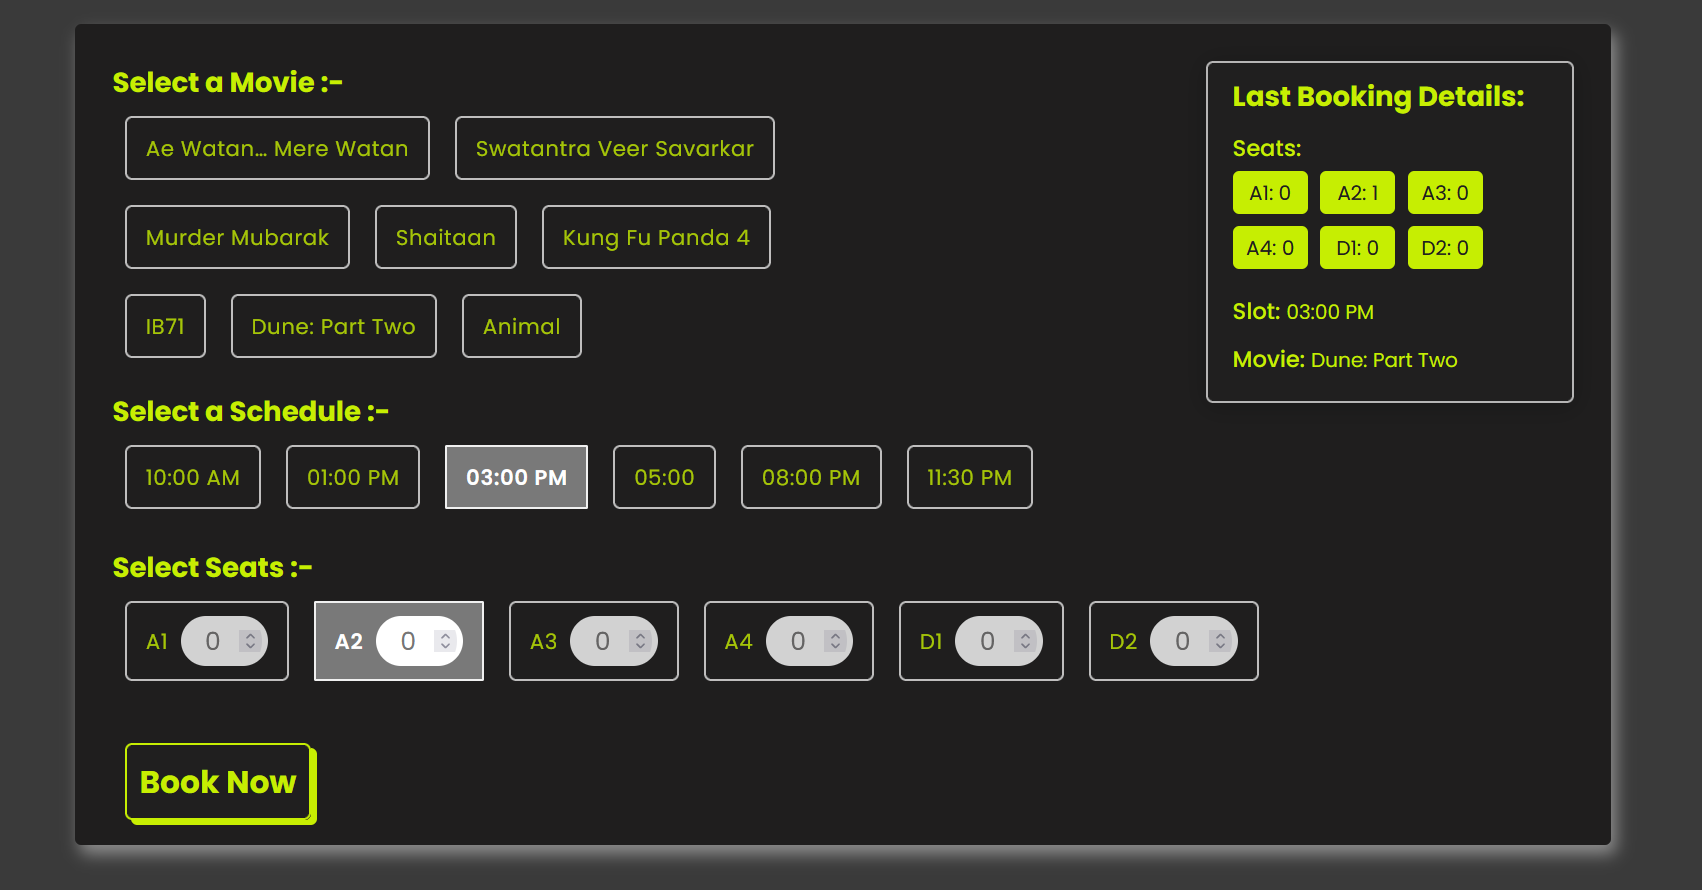 Select a Movie :-
Ae Watan... Mere Watan
Swatantra Veer Savarkar
Murder Mubarak
Shaitaan
Kung Fu Panda 4
IB71
Dune: Part Two
Animal
Last Booking Details:
Seats:
A1: 0
A2: 1
A3: 0
A4: 0
D1: 0
D2: 0
Slot: 03:00 PM
Movie: Dune: Part Two
Select a Schedule :-
10:00 AM
01:00 PM
03:00 PM
05:00
08:00 PM
11:30 PM
Select Seats :-
A1 0
A2 0
A3 0
A4 0
D1 0
D2 0
Book Now